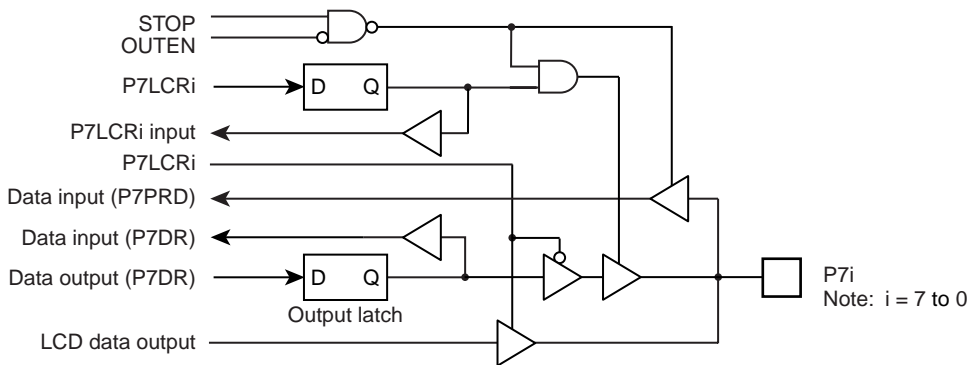 STOP
OUTEN
P7LCRi
D Q
P7LCRi input
P7LCRi
Data input (P7PRD)
Data input (P7DR)
Data output (P7DR)
D Q
Output latch
LCD data output
P7i
Note: i = 7 to 0